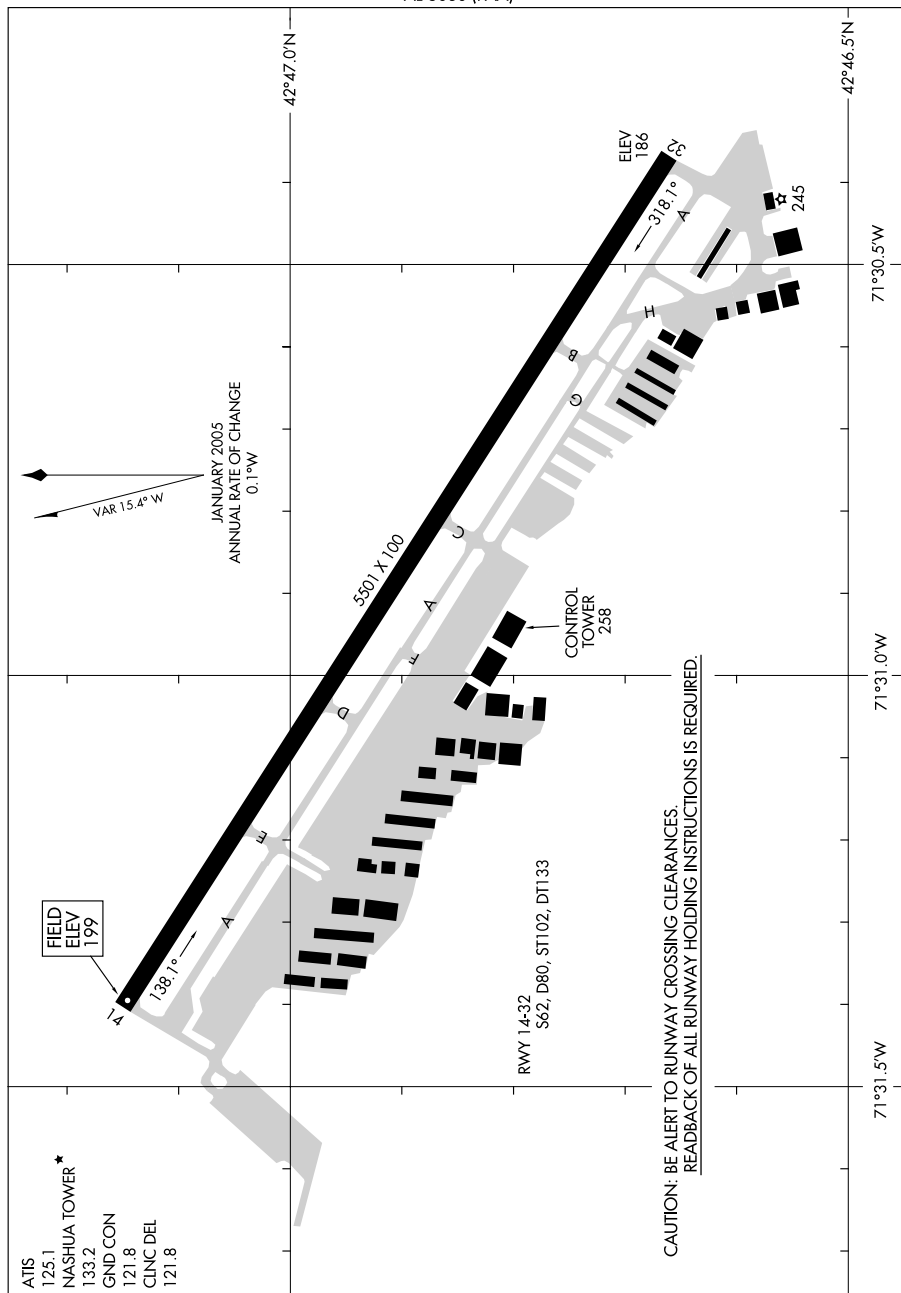 ATIS
125.1
NASHUA TOWER
133.2
GND CON
121.8
CLNC DEL
121.8
JANUARY 2005
ANNUAL RATE OF CHANGE
0.1°W
VAR 15.4° W
42°47.0'N
42°46.5'N
FIELD
ELEV
199
14
138.1°
5501 X 100
318.1°
32
ELEV
186
A
E
D
F
A
C
G
B
H
A
245
CONTROL
TOWER
258
RWY 14-32
S62, D80, ST102, DT133
CAUTION: BE ALERT TO RUNWAY CROSSING CLEARANCES.
READBACK OF ALL RUNWAY HOLDING INSTRUCTIONS IS REQUIRED.
71°31.5'W
71°31.0'W
71°30.5'W